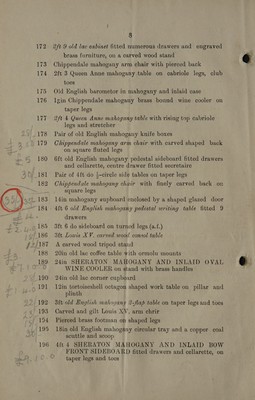 8
172 3ft 9 old lac cabinet fitted numerous drawers and engraved
brass furniture, on a carved wood stand
173 Chippendale mahogany arm chair with pierced back
174 2ft 3 Queen Anne mahogany table on cabriole legs, club
toes
175 Old English barometer in mahogany and inlaid case
176 Chippendale mahogany brass bound wine cooler on
taper legs
177 2ft 4 Queen Anne mahogany table with rising top cabriole
legs and stretcher
178 Pair of old English mahogany knife boxes
179 Chippendale mahogany arm chair with carved shaped back
on square fluted legs
180 6ft old English mahogany pedestal sideboard fitted drawers
and cellarette, centre drawer fitted secretaire
181 Pair of 4ft do ½-circle side tables on taper legs
182 Chippendale mahogany chair with finely carved back on
square legs
183 14in mahogany cupboard enclosed by a shaped glazed door
184 4ft 6 old English mahogany pedestal writing table fitted 9
drawers
185 3ft 6 do sideboard on turned legs (a.f.)
186 3ft Louis XV. carved wood round table
187 A carved wood tripod stand
188 20in old lac coffee table with ormolu mounts
189 24in SHERATON MAHOGANY AND INLAID OVAL
WINE COOLER on stand with brass handles
190 24in old lac corner cupboard
191 12in tortoiseshell octagon shaped work table on pillar and
plinth
192 3ft old English mahogany 2-flap table on taper legs and toes
193 Carved and gilt Louis XV. arm chair
194 Pierced brass footman on shaped legs
195 18in old English mahogany circular tray and a copper coal
scuttle and scoop
196 4ft 4 SHERATON MAHOGANY AND INLAID BOW
FRONT SIDEBOARD fitted drawers and cellarette, on
taper legs and toes